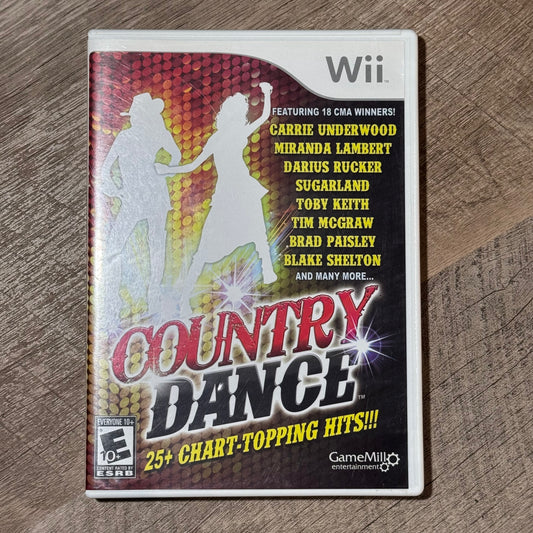 Wii
FEATURING 18 CMA WINNERS!
CARRIE UNDERWOOD
MIRANDA LAMBERT
DARIUS RUCKER
SUGARLAND
TOBY KEITH
TIM McGRAW
BRAD PAISLEY
BLAKE SHELTON
AND MANY MORE...
COUNTRY
DANCE™
25+ CHART-TOPPING HITS!!!
EVERYONE 10+
E
10+
CONTENT RATED BY
ESRB
GameMill
entertainment